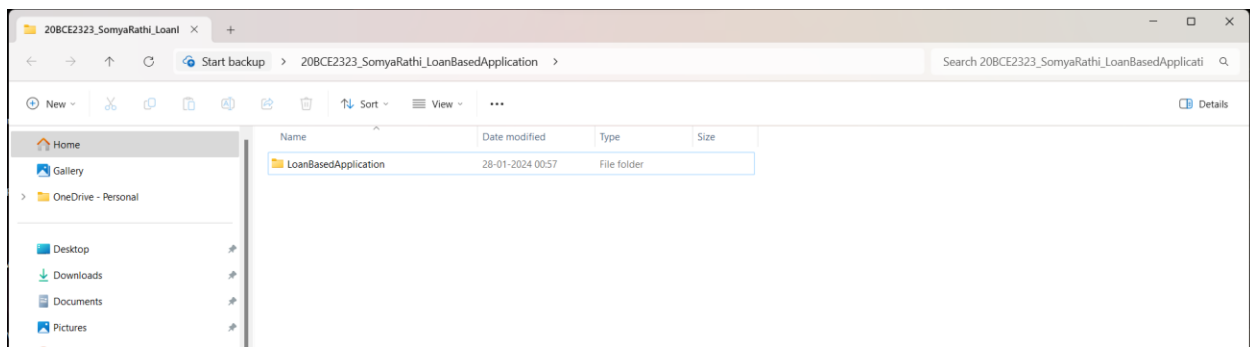 20BCE2323_SomyaRathi_LoanI
Start backup > 20BCE2323_SomyaRathi_LoanBasedApplication > Search 20BCE2323_SomyaRathi_LoanBasedApplicati
New Sort View ... Details
Home
Gallery
OneDrive - Personal
Desktop
Downloads
Documents
Pictures
Name Date modified Type Size
LoanBasedApplication 28-01-2024 00:57 File folder